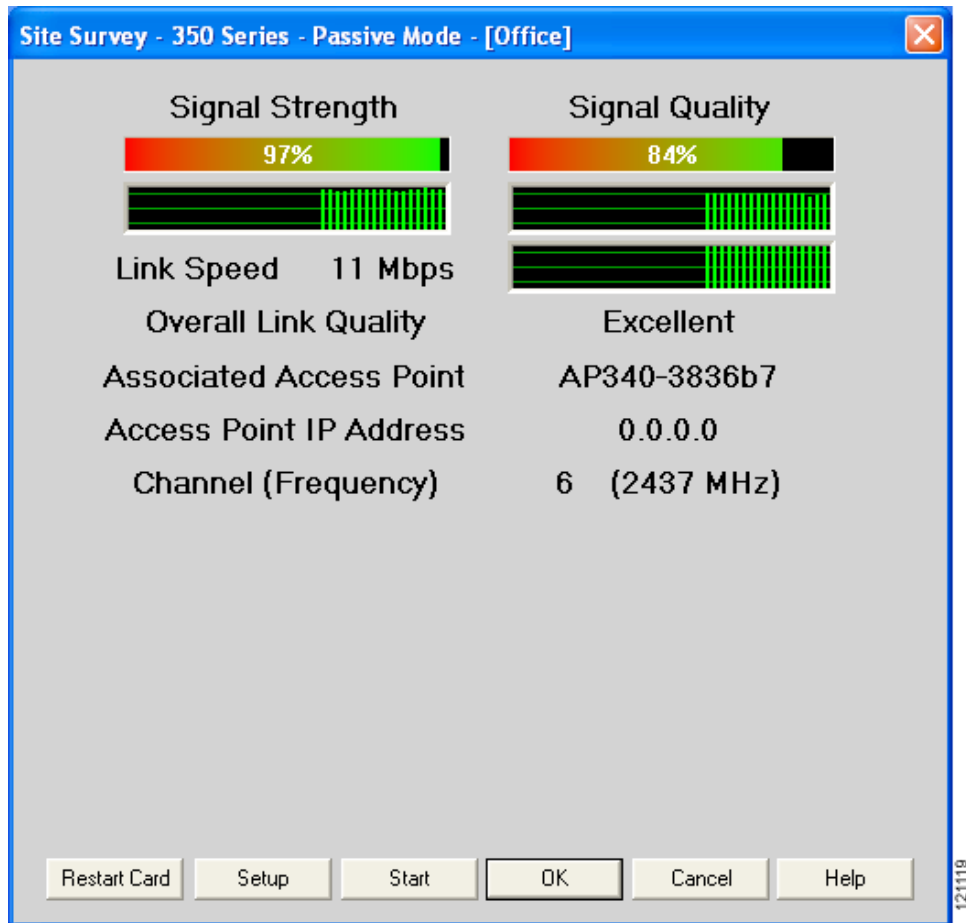 Site Survey - 350 Series - Passive Mode - [Office]
Signal Strength Signal Quality
97% 84%
Link Speed 11 Mbps
Overall Link Quality Excellent
Associated Access Point AP340-3836b7
Access Point IP Address 0.0.0.0
Channel (Frequency) 6 (2437 MHz)
Restart Card Setup Start OK Cancel Help
121119